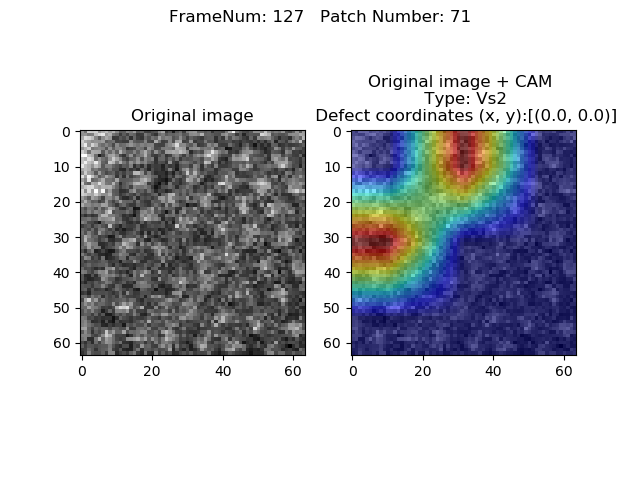 FrameNum: 127   Patch Number: 71
Original image
Original image + CAM
Type: Vs2
Defect coordinates (x, y):[(0.0, 0.0)]
0
10
20
30
40
50
60
0 20 40 60
0
10
20
30
40
50
60
0 20 40 60